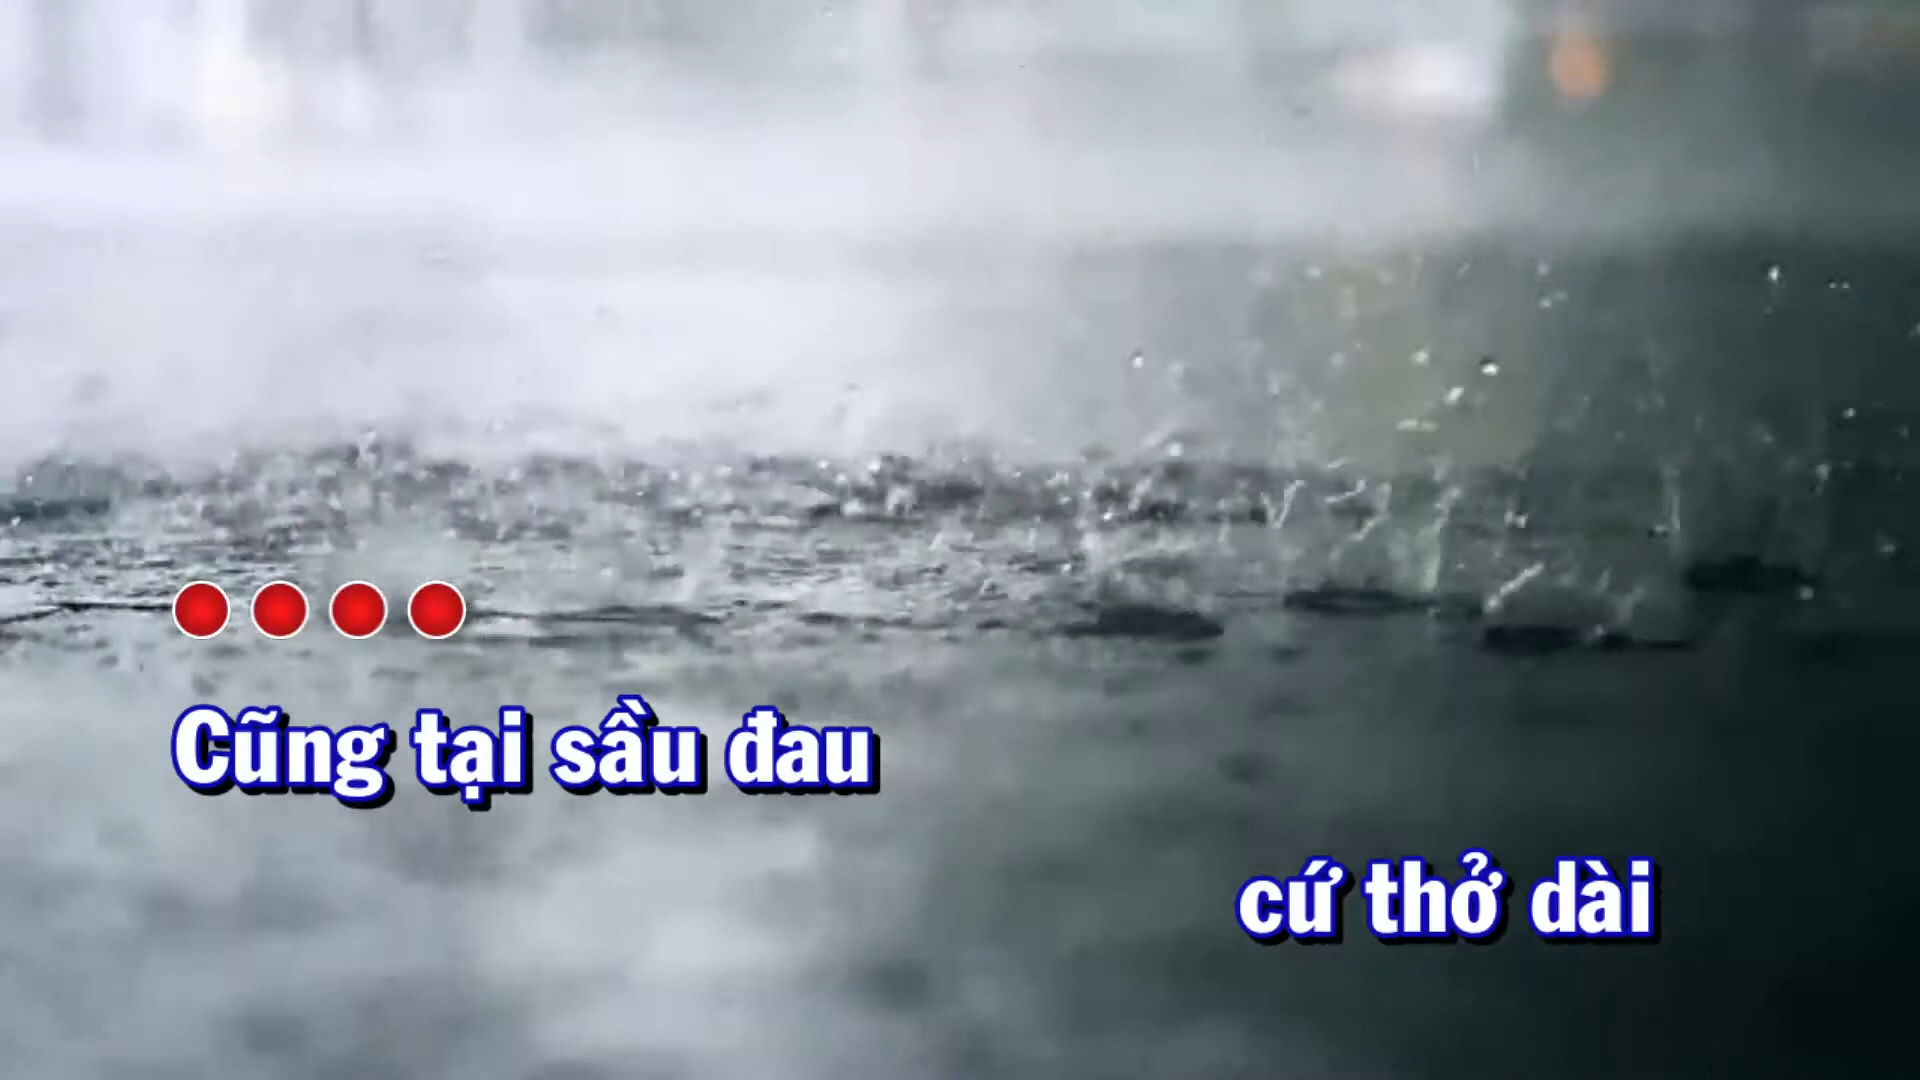 Cũng tại sầu đau
cứ thở dài